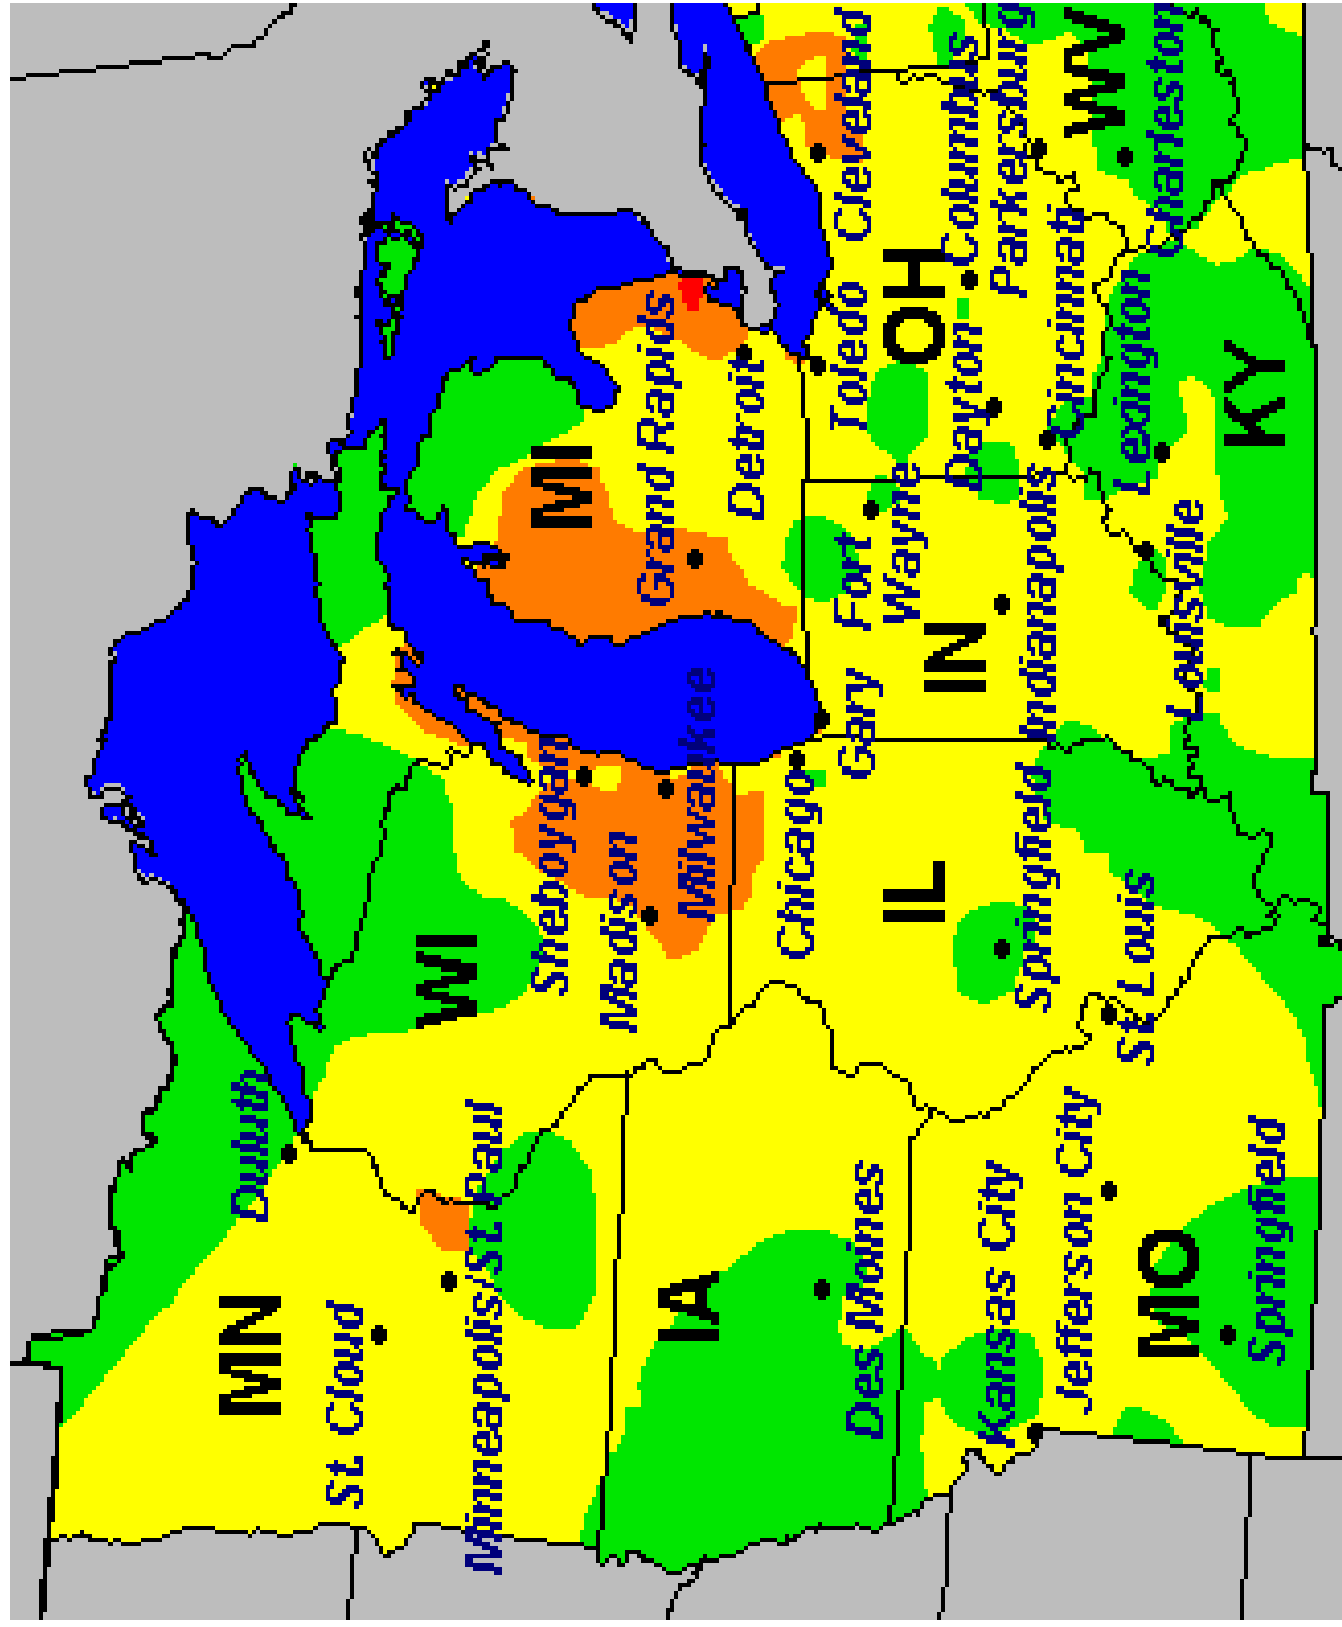 MN
Duluth
St Cloud
Minneapolis/St Paul
WI
Sheboygan
Madison
Milwaukee
MI
Grand Rapids
Detroit
IA
Des Moines
IL
Chicago
Springfield
IN
Gary
Fort
Wayne
Indianapolis
OH
Toledo
Cleveland
Dayton
Columbus
Cincinnati
Parkersburg
WV
Charleston
MO
Kansas City
Jefferson City
St Louis
Springfield
KY
Louisville
Lexington